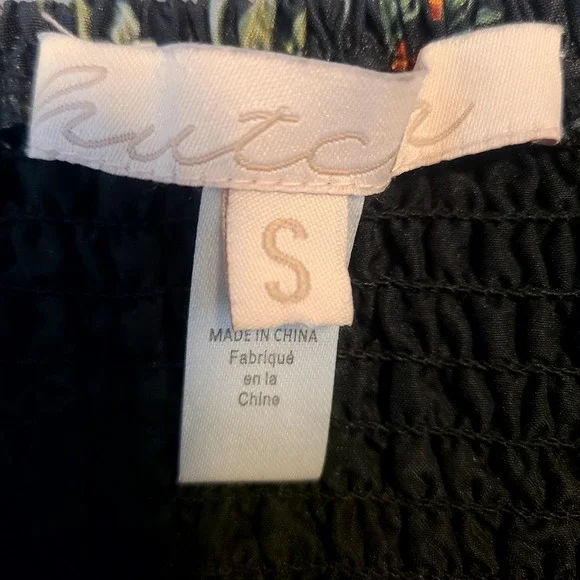 hutch
S
MADE IN CHINA
Fabriqué
en la
Chine